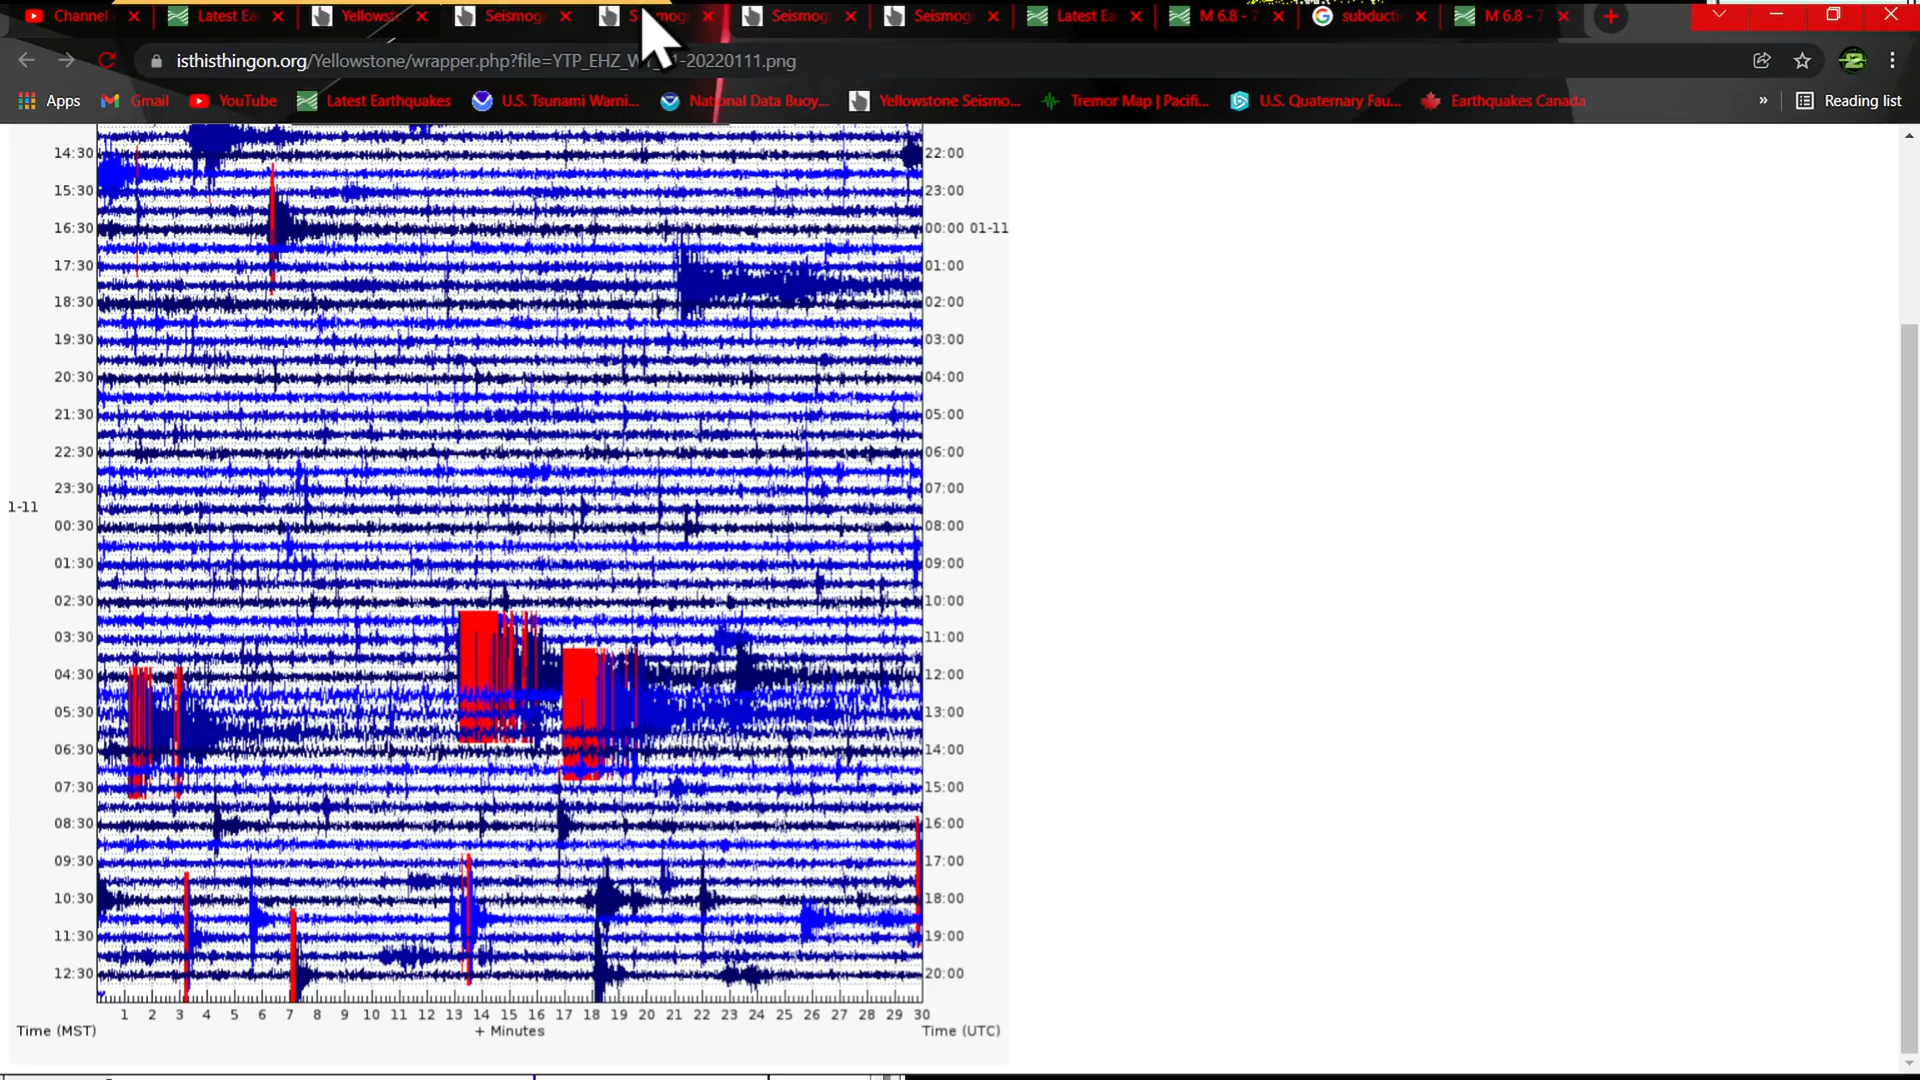 Channel
Latest Ea
Yellowst
Seismog
Seismog
Seismog
Latest Ea
M 6.8 - 7
subducti
M 6.8 - 7
isthisthingon.org/Yellowstone/wrapper.php?file=YTP_EHZ_W -20220111.png
Apps
Gmail
YouTube
Latest Earthquakes
U.S. Tsunami Warni...
National Data Buoy...
Yellowstone Seismo...
Tremor Map | Pacifi...
U.S. Quaternary Fau...
Earthquakes Canada
»
Reading list
14:30 22:00
15:30 23:00
16:30 00:00 01-11
17:30 01:00
18:30 02:00
19:30 03:00
20:30 04:00
21:30 05:00
22:30 06:00
23:30 07:00
1-11
00:30 08:00
01:30 09:00
02:30 10:00
03:30 11:00
04:30 12:00
05:30 13:00
06:30 14:00
07:30 15:00
08:30 16:00
09:30 17:00
10:30 18:00
11:30 19:00
12:30 20:00
1 2 3 4 5 6 7 8 9 10 11 12 13 14 15 16 17 18 19 20 21 22 23 24 25 26 27 28 29 30
Time (MST) + Minutes Time (UTC)